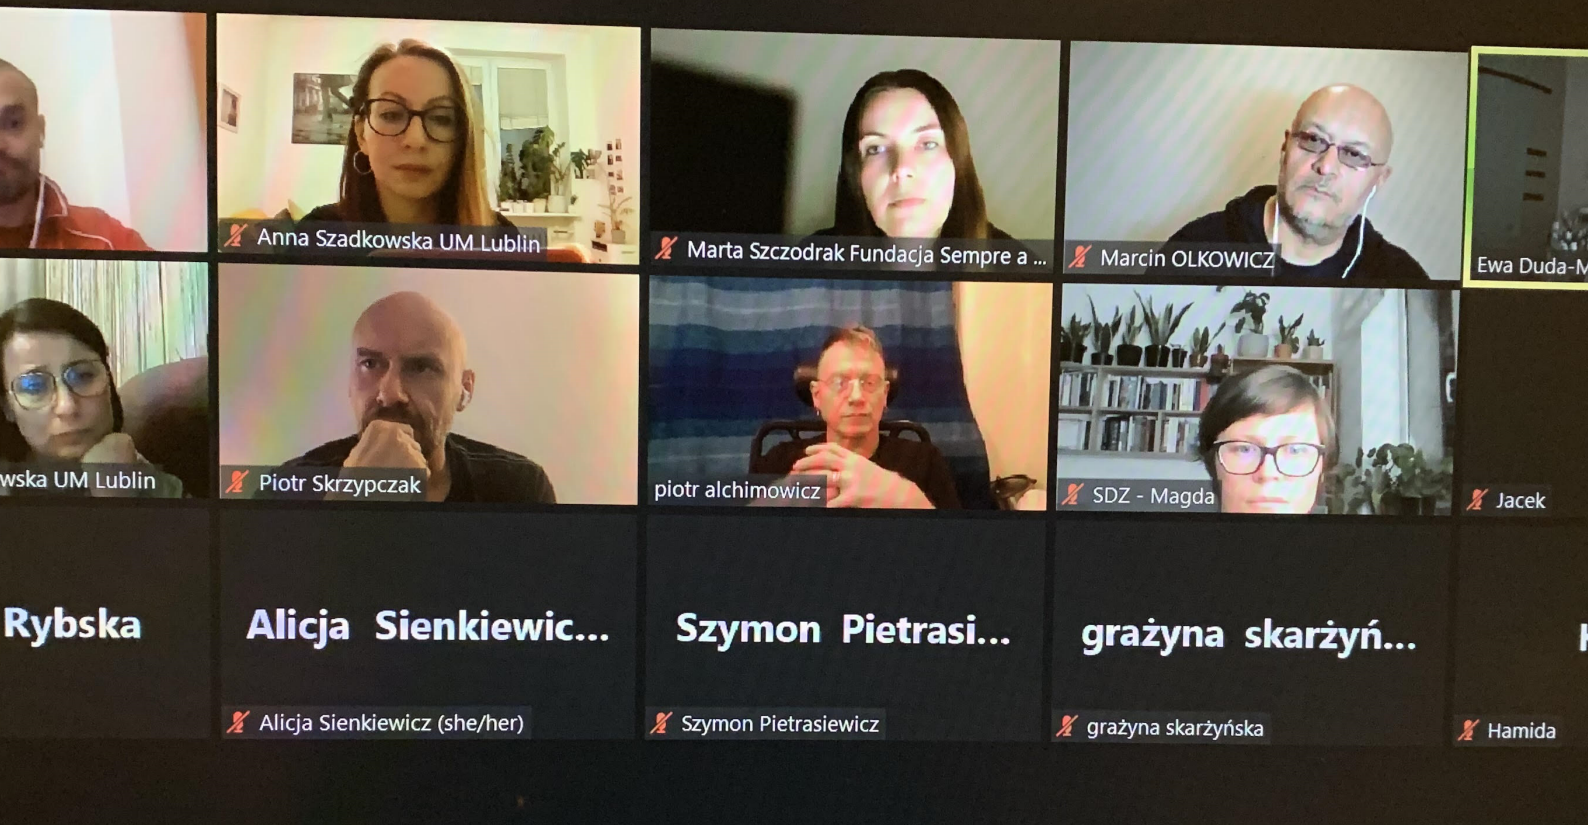 Anna Szadkowska UM Lublin
Marta Szczodrak Fundacja Sempre a ...
Marcin OLKOWICZ
Ewa Duda-M
wska UM Lublin
Piotr Skrzypczak
piotr alchimowicz
SDZ - Magda
Jacek
Rybska
Alicja Sienkiewic...
Szymon Pietrasi...
grażyna skarżyń...
Alicja Sienkiewicz (she/her)
Szymon Pietrasiewicz
grażyna skarżyńska
Hamida